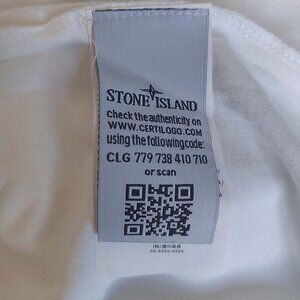 STONE ISLAND
Check the authenticity on
WWW.CERTILOGO.COM
using the following code:
CLG 779 738 410 710
or scan